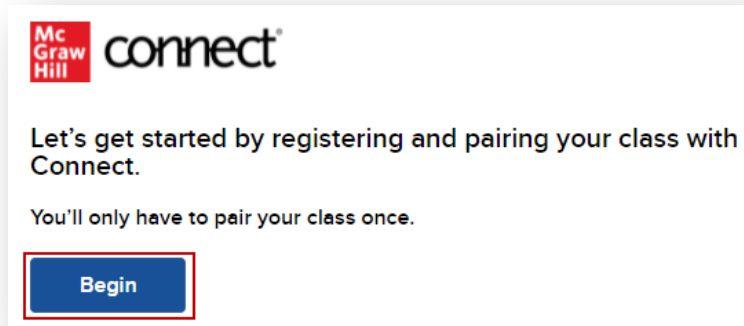 Mc
Graw
Hill
connect®
Let’s get started by registering and pairing your class with
Connect.
You’ll only have to pair your class once.
Begin